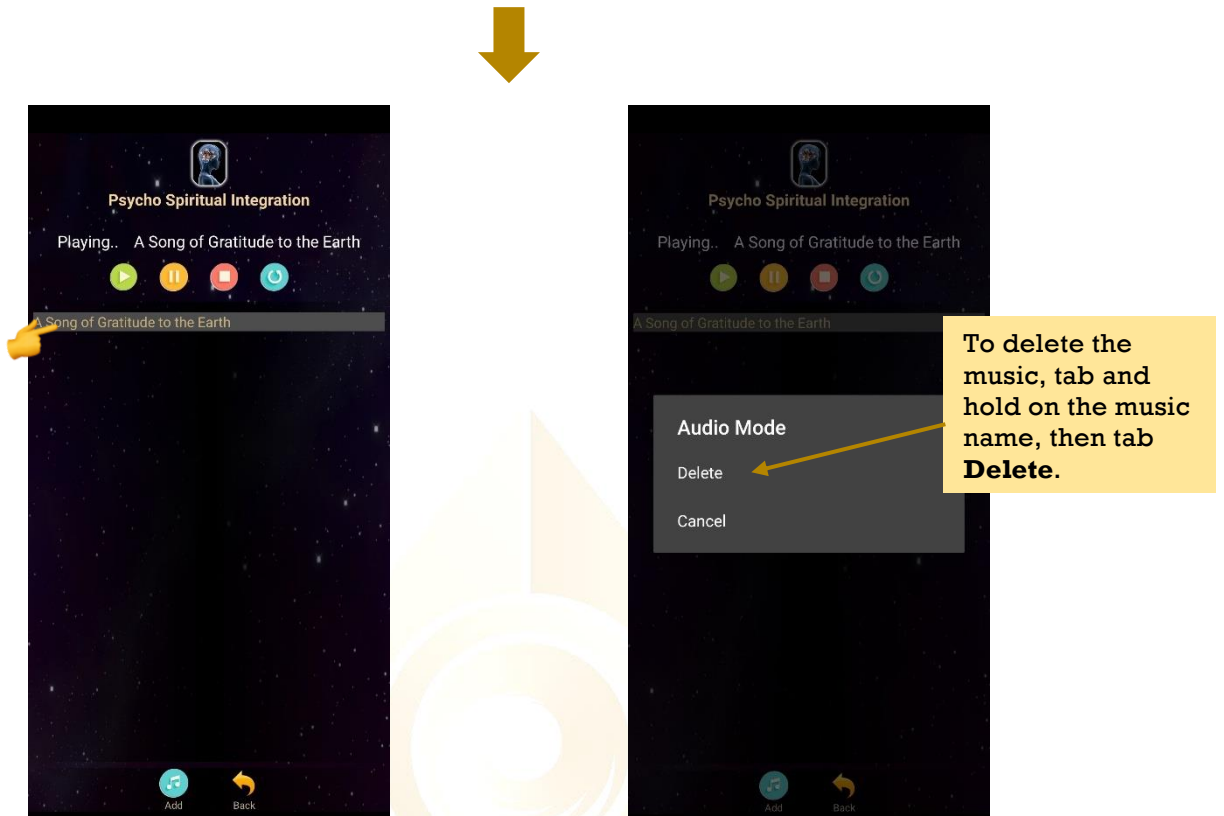 Psycho Spiritual Integration
Playing.. A Song of Gratitude to the Earth
A Song of Gratitude to the Earth
Add
Back
Psycho Spiritual Integration
Playing.. A Song of Gratitude to the Earth
A Song of Gratitude to the Earth
Audio Mode
Delete
Cancel
Add
Back
To delete the
music, tab and
hold on the music
name, then tab
Delete.